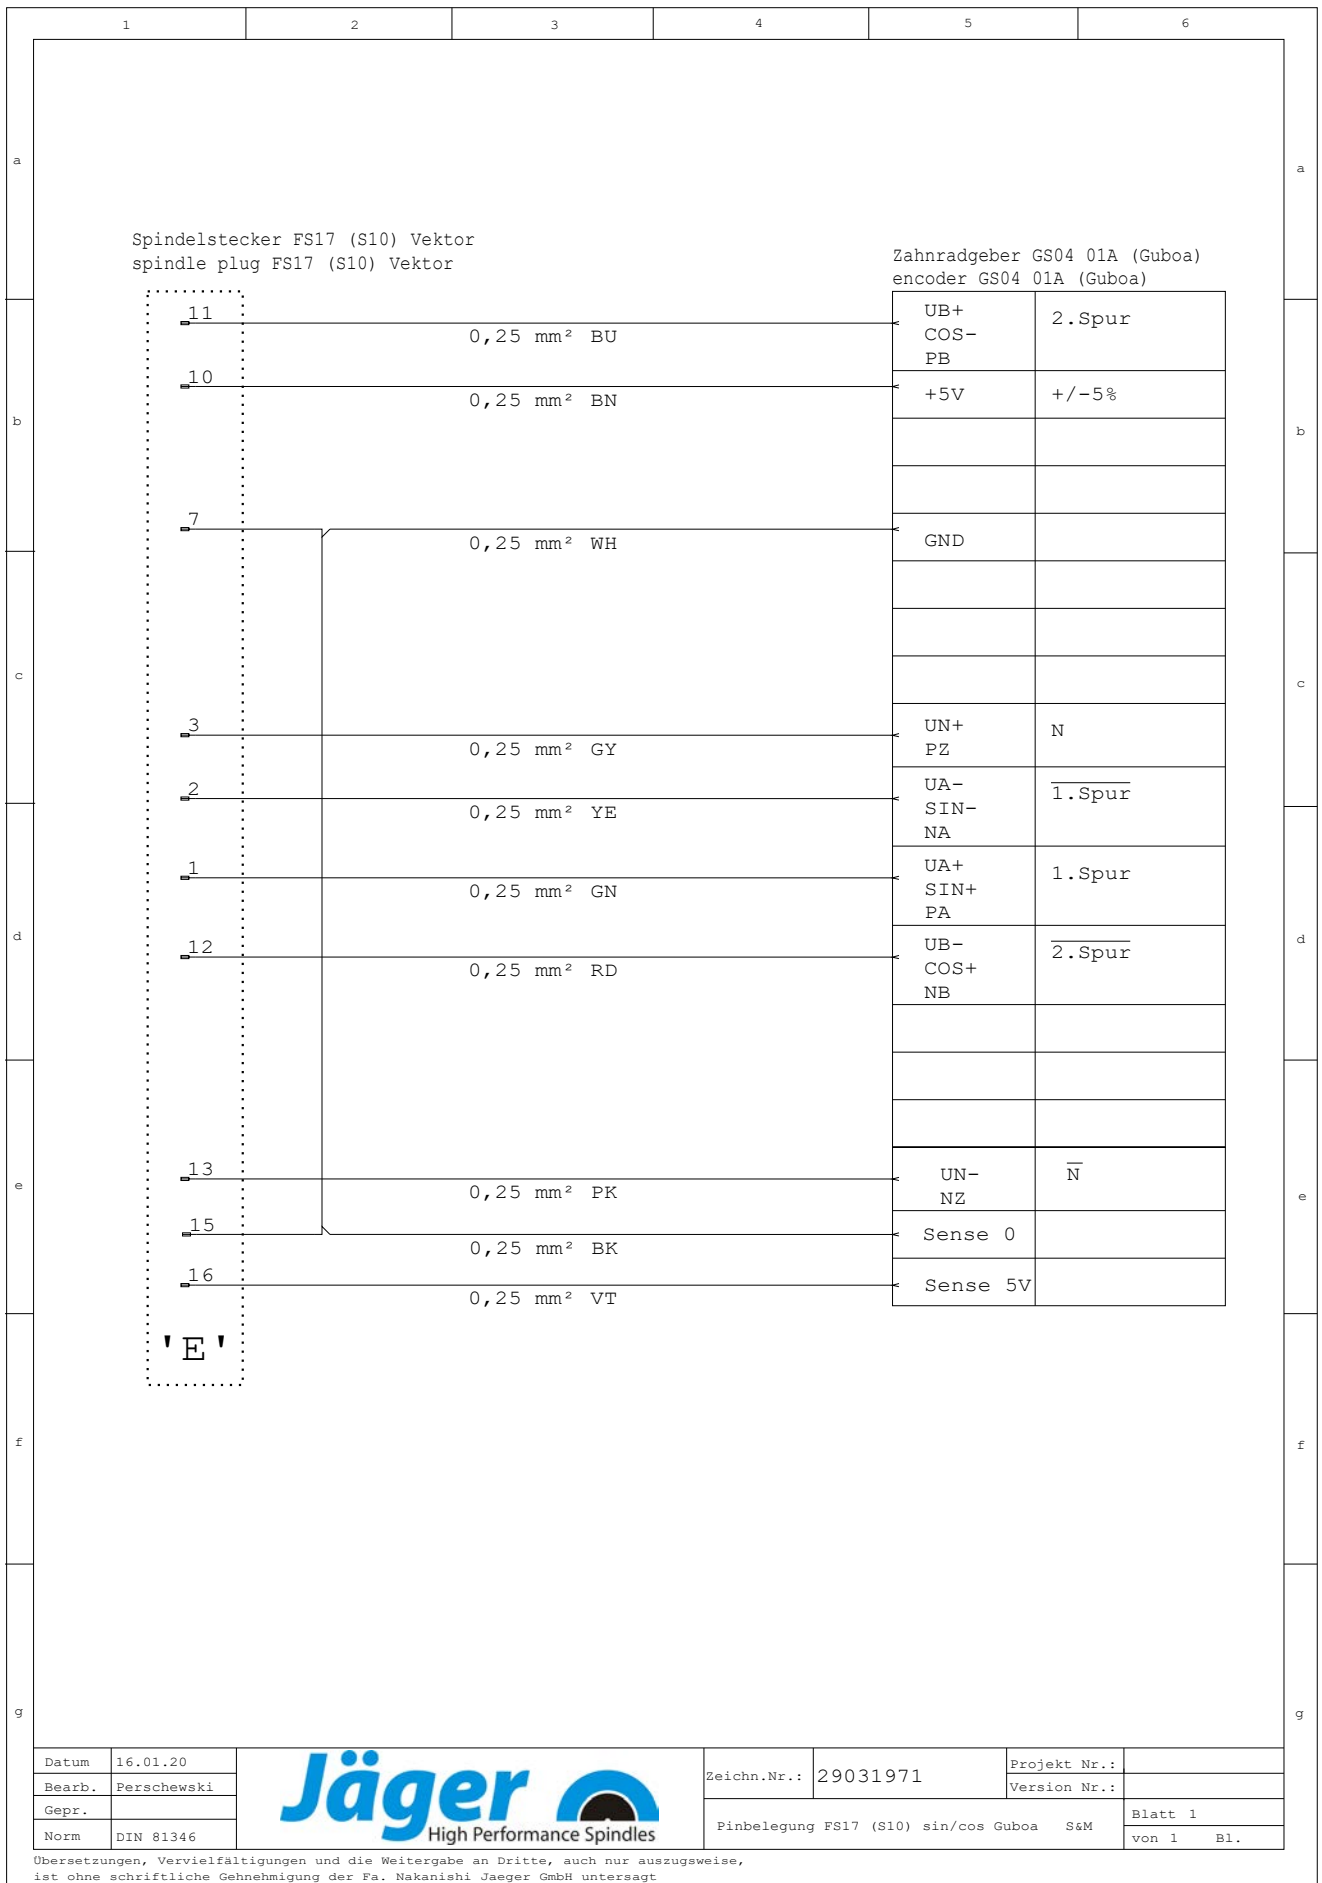 1 2 3 4 5 6
a a
Spindelstecker FS17 (S10) Vektor
spindle plug FS17 (S10) Vektor
Zahnradgeber GS04 01A (Guboa)
encoder GS04 01A (Guboa)
11
0,25 mm² BU
UB+
COS-
PB
2.Spur
10
0,25 mm² BN
+5V
+/-5%
b b
7
0,25 mm² WH
GND
c c
3
0,25 mm² GY
UN+
PZ
N
2
0,25 mm² YE
UA-
SIN-
NA
1.Spur
1
0,25 mm² GN
UA+
SIN+
PA
1.Spur
d d
12
0,25 mm² RD
UB-
COS+
NB
2.Spur
13
0,25 mm² PK
UN-
NZ
N
e e
15
0,25 mm² BK
Sense 0
16
0,25 mm² VT
Sense 5V
'E'
f f
g g
Datum 16.01.20
Bearb. Perschewski
Gepr.
Norm DIN 81346
Jäger
High Performance Spindles
Zeichn.Nr.: 29031971
Projekt Nr.:
Version Nr.:
Pinbelegung FS17 (S10) sin/cos Guboa S&M
Blatt 1
von 1 Bl.
Übersetzungen, Vervielfältigungen und die Weitergabe an Dritte, auch nur auszugsweise,
ist ohne schriftliche Gehnehmigung der Fa. Nakanishi Jaeger GmbH untersagt